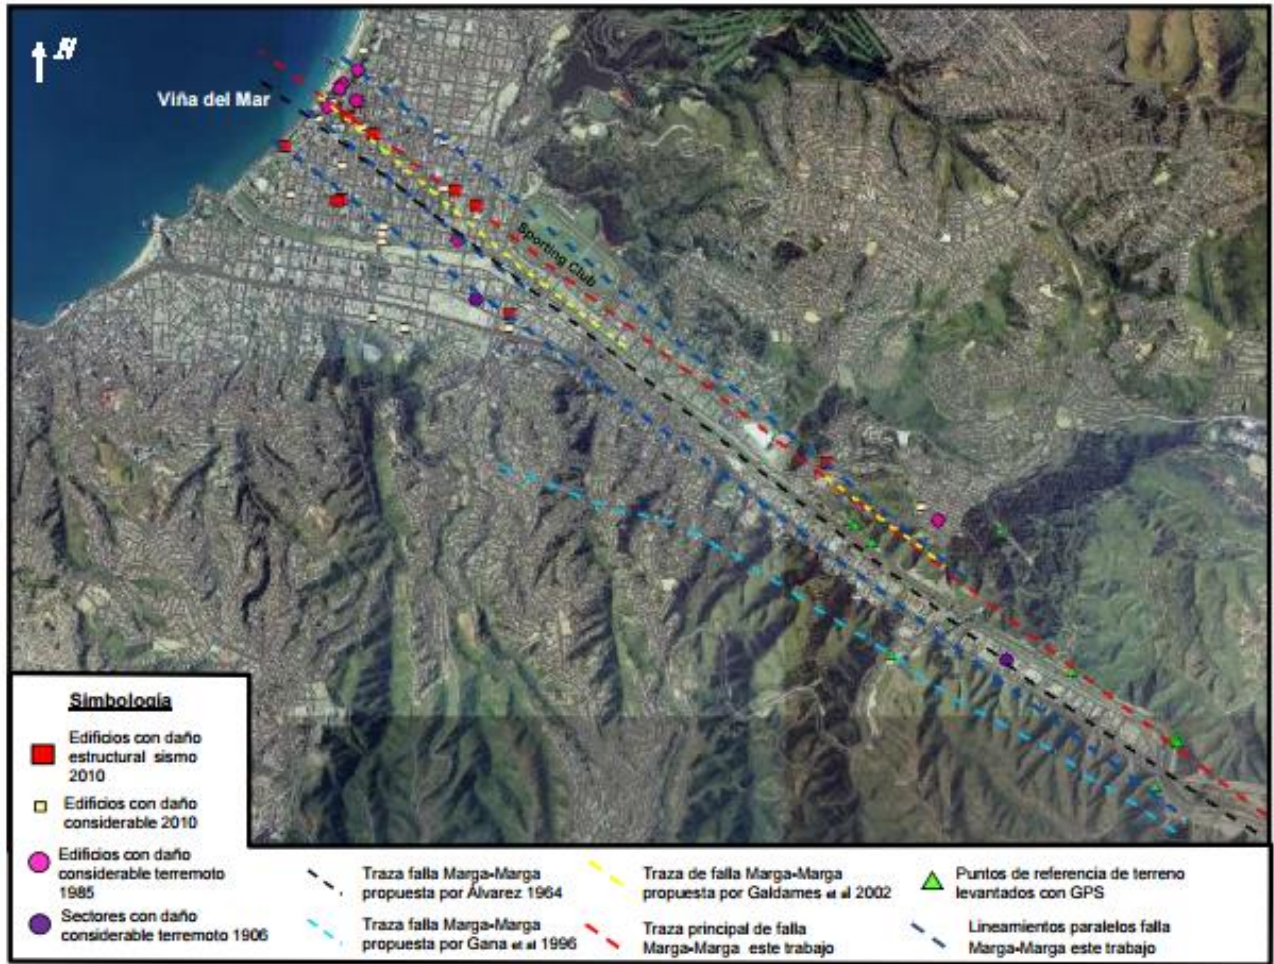 N
Viña del Mar
Sporting Club
Simbología
Edificios con daño
estructural sismo
2010
Edificios con daño
considerable 2010
Edificios con daño
considerable terremoto
1985
Sectores con daño
considerable terremoto 1906
Traza falla Marga-Marga
propuesta por Álvarez 1964
Traza falla Marga-Marga
propuesta por Gana et al 1996
Traza de falla Marga-Marga
propuesta por Galdames et al 2002
Traza principal de falla
Marga-Marga este trabajo
Puntos de referencia de terreno
levantados con GPS
Lineamientos paralelos falla
Marga-Marga este trabajo